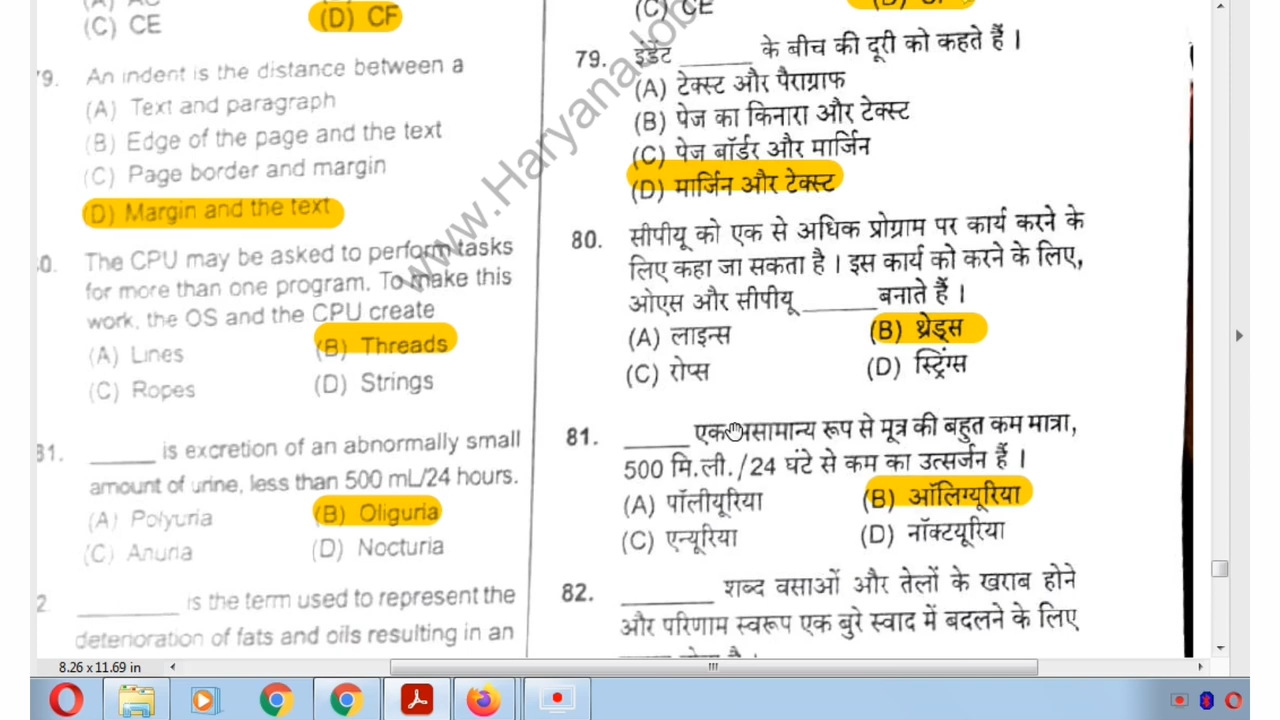 (C) CE
(D) CF
9. An indent is the distance between a
(A) Text and paragraph
(B) Edge of the page and the text
(C) Page border and margin
(D) Margin and the text
0. The CPU may be asked to perform tasks
for more than one program. To make this
work, the OS and the CPU create
(A) Lines (B) Threads
(C) Ropes (D) Strings
81. ______ is excretion of an abnormally small
amount of urine, less than 500 mL/24 hours.
(A) Polyuria (B) Oliguria
(C) Anuria (D) Nocturia
2. ______ is the term used to represent the
deterioration of fats and oils resulting in an
(C) CE
79. इंडेंट ______ के बीच की दूरी को कहते हैं ।
(A) टेक्स्ट और पैराग्राफ
(B) पेज का किनारा और टेक्स्ट
(C) पेज बॉर्डर और मार्जिन
(D) मार्जिन और टेक्स्ट
80. सीपीयू को एक से अधिक प्रोग्राम पर कार्य करने के
लिए कहा जा सकता है । इस कार्य को करने के लिए,
ओएस और सीपीयू ______ बनाते हैं ।
(A) लाइन्स (B) थ्रेड्स
(C) रोप्स (D) स्ट्रिंग्स
81. ______ एक असामान्य रूप से मूत्र की बहुत कम मात्रा,
500 मि.ली./24 घंटे से कम का उत्सर्जन हैं ।
(A) पॉलीयूरिया (B) ऑलिग्यूरिया
(C) एन्यूरिया (D) नॉक्टयूरिया
82. ______ शब्द वसाओं और तेलों के खराब होने
और परिणाम स्वरूप एक बुरे स्वाद में बदलने के लिए
www.HaryanaJob
8.26 x 11.69 in